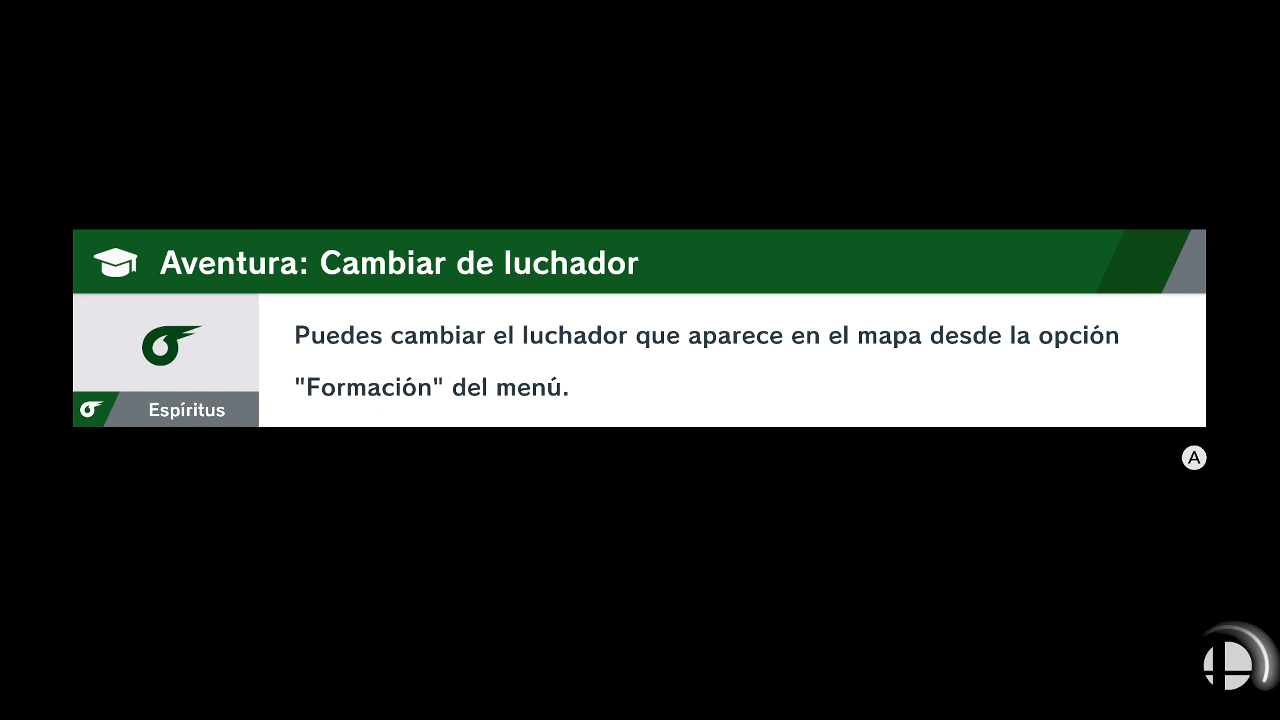 Aventura: Cambiar de luchador
Puedes cambiar el luchador que aparece en el mapa desde la opción
"Formación" del menú.
Espíritus
A